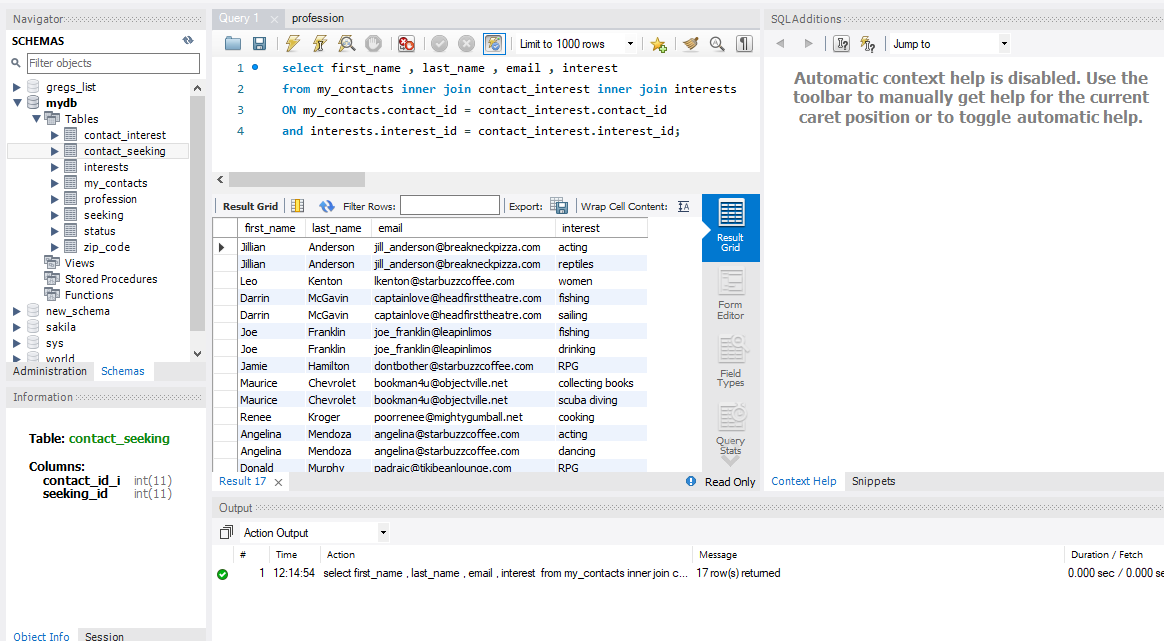 Navigator
SCHEMAS
Filter objects
gregs_list
mydb
Tables
contact_interest
contact_seeking
interests
my_contacts
profession
seeking
status
zip_code
Views
Stored Procedures
Functions
new_schema
sakila
sys
world
Administration Schemas
Information
Table: contact_seeking
Columns:
contact_id_i int(11)
seeking_id int(11)
Object Info Session
Query 1 profession
Limit to 1000 rows
1 select first_name , last_name , email , interest
2 from my_contacts inner join contact_interest inner join interests
3 ON my_contacts.contact_id = contact_interest.contact_id
4 and interests.interest_id = contact_interest.interest_id;
Result Grid Filter Rows: Export: Wrap Cell Content:
first_name last_name email interest
Jillian Anderson jill_anderson@breakneckpizza.com acting
Jillian Anderson jill_anderson@breakneckpizza.com reptiles
Leo Kenton lkenton@starbuzzcoffee.com women
Darrin McGavin captainlove@headfirsttheatre.com fishing
Darrin McGavin captainlove@headfirsttheatre.com sailing
Joe Franklin joe_franklin@leapinlimos fishing
Joe Franklin joe_franklin@leapinlimos drinking
Jamie Hamilton dontbother@starbuzzcoffee.com RPG
Maurice Chevrolet bookman4u@objectville.net collecting books
Maurice Chevrolet bookman4u@objectville.net scuba diving
Renee Kroger poorrenee@mightygumball.net cooking
Angelina Mendoza angelina@starbuzzcoffee.com acting
Angelina Mendoza angelina@starbuzzcoffee.com dancing
Donald Murphy padraic@tikibeanlounge.com RPG
Result
Grid
Form
Editor
Field
Types
Query
Stats
Result 17 Read Only
SQLAdditions
Jump to
Automatic context help is disabled. Use the
toolbar to manually get help for the current
caret position or to toggle automatic help.
Context Help Snippets
Output
Action Output
# Time Action Message Duration / Fetch
1 12:14:54 select first_name , last_name , email , interest from my_contacts inner join c... 17 row(s) returned 0.000 sec / 0.000 se